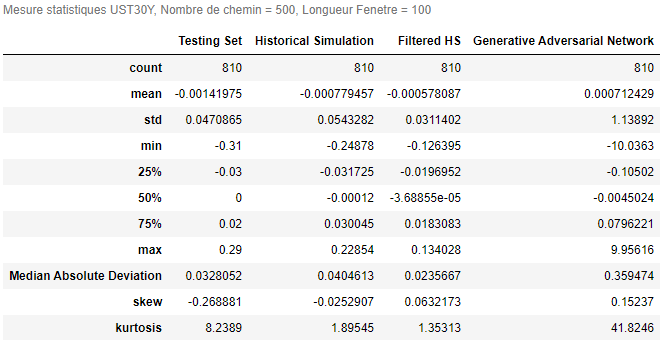 Mesure statistiques UST30Y, Nombre de chemin = 500, Longueur Fenetre = 100
Testing Set Historical Simulation Filtered HS Generative Adversarial Network
count 810 810 810 810
mean -0.00141975 -0.000779457 -0.000578087 0.000712429
std 0.0470865 0.0543282 0.0311402 1.13892
min -0.31 -0.24878 -0.126395 -10.0363
25% -0.03 -0.031725 -0.0196952 -0.10502
50% 0 -0.00012 -3.68855e-05 -0.0045024
75% 0.02 0.030045 0.0183083 0.0796221
max 0.29 0.22854 0.134028 9.95616
Median Absolute Deviation 0.0328052 0.0404613 0.0235667 0.359474
skew -0.268881 -0.0252907 0.0632173 0.15237
kurtosis 8.2389 1.89545 1.35313 41.8246